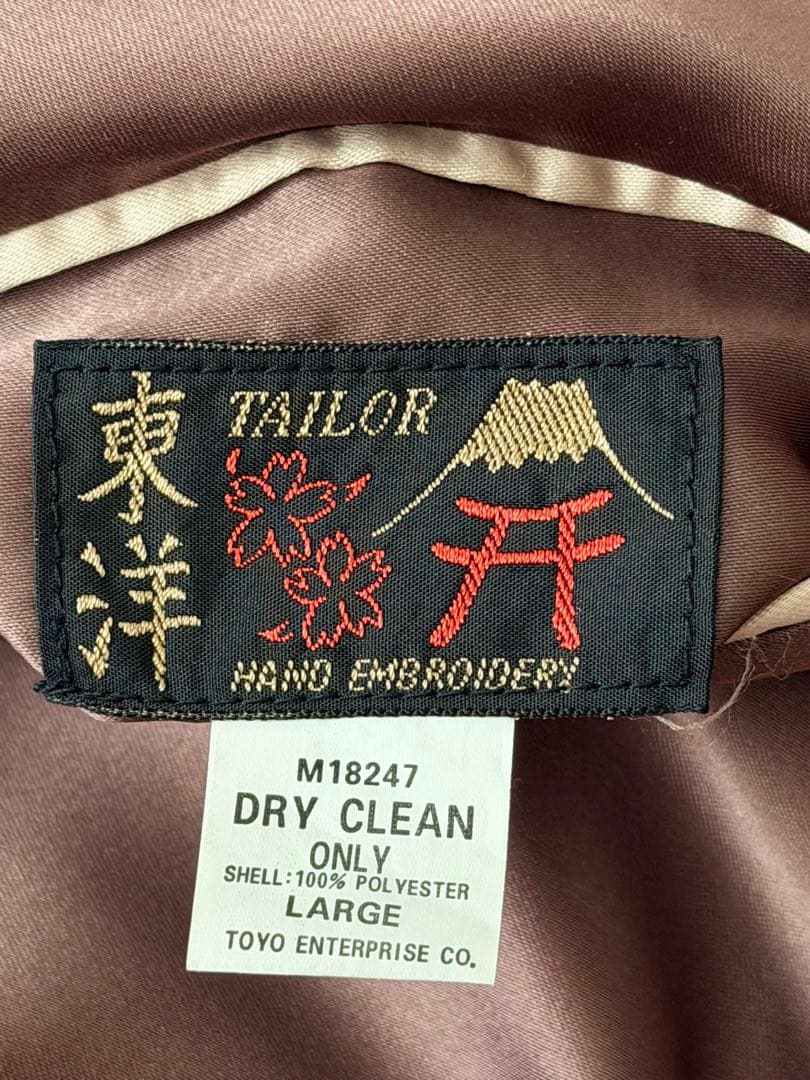 東洋
TAILOR
HAND EMBROIDERY
M18247
DRY CLEAN
ONLY
SHELL:100% POLYESTER
LARGE
TOYO ENTERPRISE CO.